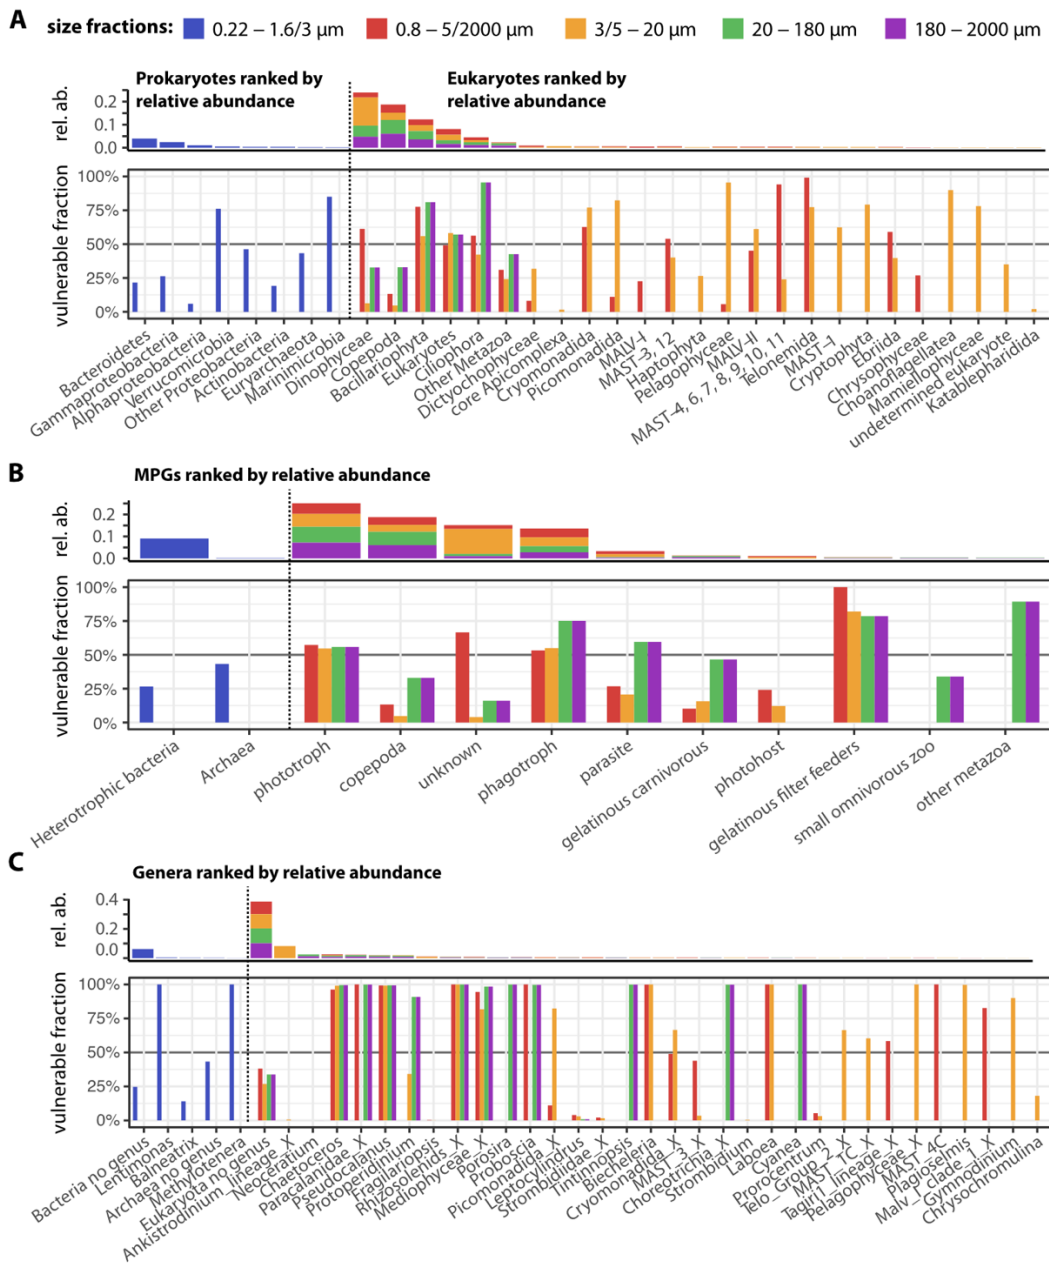 A size fractions: 0.22 – 1.6/3 μm 0.8 – 5/2000 μm 3/5 – 20 μm 20 – 180 μm 180 – 2000 μm
Prokaryotes ranked by
relative abundance
Eukaryotes ranked by
relative abundance
rel. ab.
0.2
0.1
0.0
vulnerable fraction
100%
75%
50%
25%
0%
Bacteroidetes
Gammaproteobacteria
Alphaproteobacteria
Verrucomicrobia
Other Proteobacteria
Actinobacteria
Euryarchaeota
Marinimicrobia
Dinophyceae
Copepoda
Bacillariophyta
Eukaryotes
Ciliophora
Other Metazoa
Dictyochophyceae
core Apicomplexa
Cryomonadida
Picomonadida
MALV-I
MAST-3, 12
Haptophyta
Pelagophyceae
MALV-II
MAST-4, 6, 7, 8, 9, 10, 11
Telonemida
MAST-1
Cryptophyta
Ebriida
Chrysophyceae
Choanoflagellatea
Mamiellophyceae
undetermined eukaryote
Katablepharidida
B
MPGs ranked by relative abundance
rel. ab.
0.2
0.1
0.0
vulnerable fraction
100%
75%
50%
25%
0%
Heterotrophic bacteria
Archaea
phototroph
copepoda
unknown
phagotroph
parasite
gelatinous carnivorous
photohost
gelatinous filter feeders
small omnivorous zoo
other metazoa
C
Genera ranked by relative abundance
rel. ab.
0.4
0.2
0.0
vulnerable fraction
100%
75%
50%
25%
0%
Bacteria no genus
Lentimonas
Balneatrix
Archaea no genus
Methylotenera
Eukaryota no genus
Ankistrodinium_lineage_X
Neoceratium
Chaetoceros
Paracalanidae_X
Pseudocalanus
Protoperidinium
Fragilariopsis
Rhizosolenids_X
Mediophyceae_X
Porosira
Proboscia
Picomonadida_X
Leptocylindrus
Strombidiidae_X
Tintinnopsis
Biecheleria
Cryomonadida_X
MAST_3_X
Choreotrichia_X
Strombidium
Laboea
Cyanea
Prorocentrum
Telo_Group_2_X
MAST_1C_X
Tagiri1_lineage_X
Pelagophyceae_X
MAST_4C
Plagioselmis
Malv_I_clade_1_X
Gymnodinium
Chrysochromulina